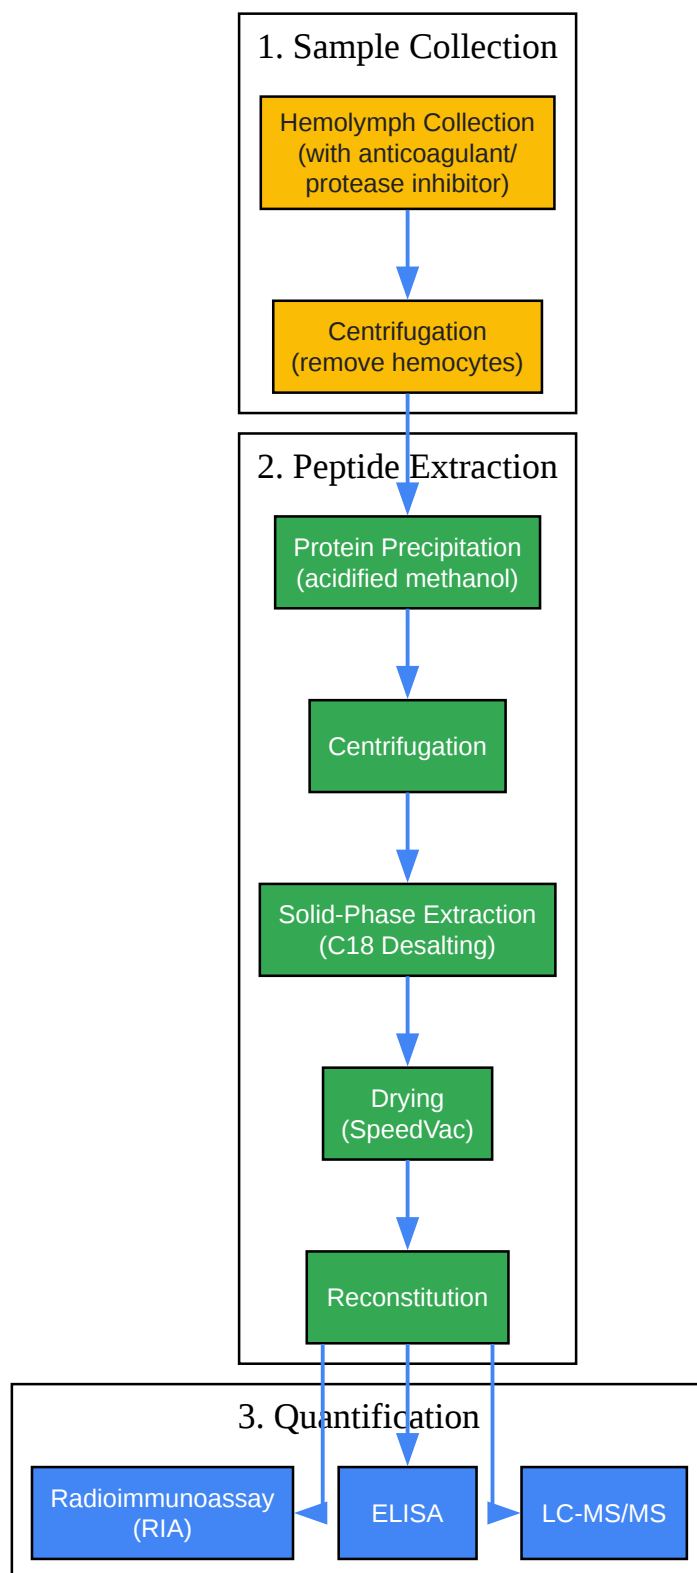 1. Sample Collection
Hemolymph Collection
(with anticoagulant/
protease inhibitor)
Centrifugation
(remove hemocytes)
2. Peptide Extraction
Protein Precipitation
(acidified methanol)
Centrifugation
Solid-Phase Extraction
(C18 Desalting)
Drying
(SpeedVac)
Reconstitution
3. Quantification
Radioimmunoassay
(RIA)
ELISA
LC-MS/MS